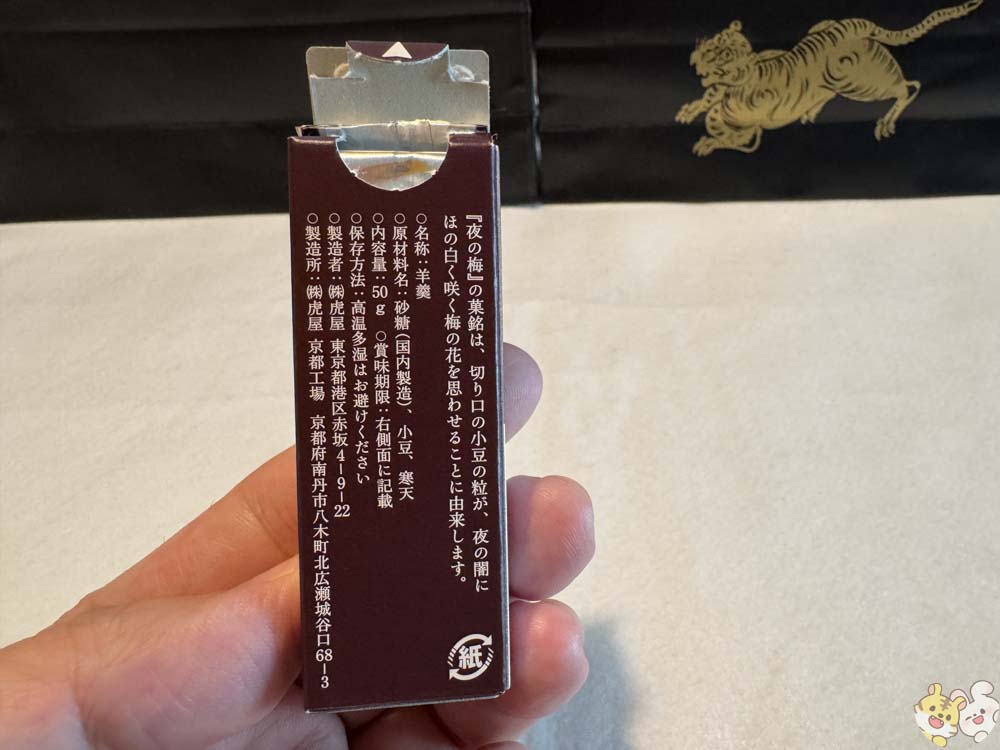 『夜の梅』の菓銘は、切り口の小豆の粒が、夜の闇に
ほの白く咲く梅の花を思わせることに由来します。
○名称：羊羹
○原材料名：砂糖（国内製造）、小豆、寒天
○内容量：50g ○賞味期限：右側面に記載
○保存方法：高温多湿はお避けください
○製造者：㈱虎屋 東京都港区赤坂4−9−22
○製造所：㈱虎屋 京都工場 京都府南丹市八木町北広瀬城谷口68−3
紙